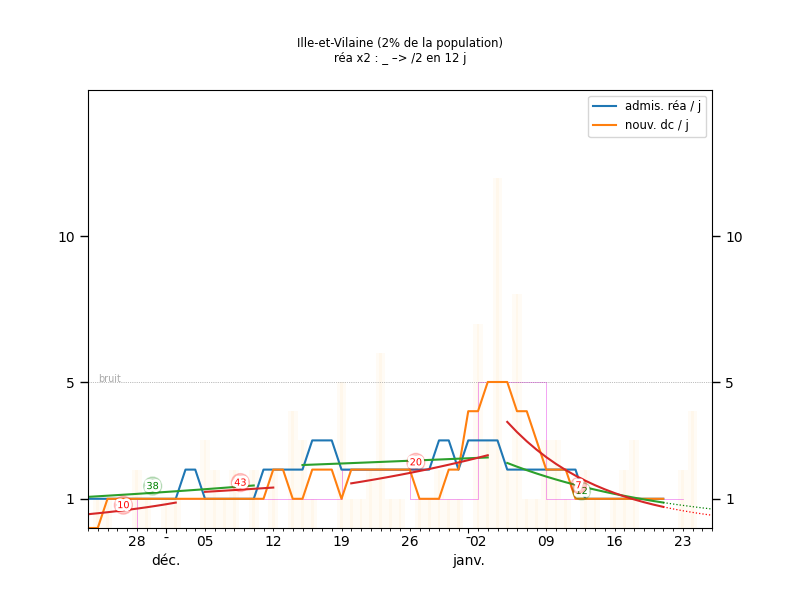 Ille-et-Vilaine (2% de la population)
réa x2 : _ –> /2 en 12 j
admis. réa / j
nouv. dc / j
10 10
bruit
5 5
38 43 20 7 12 10
1 1
28 05 12 19 26 02 09 16 23
déc. janv.